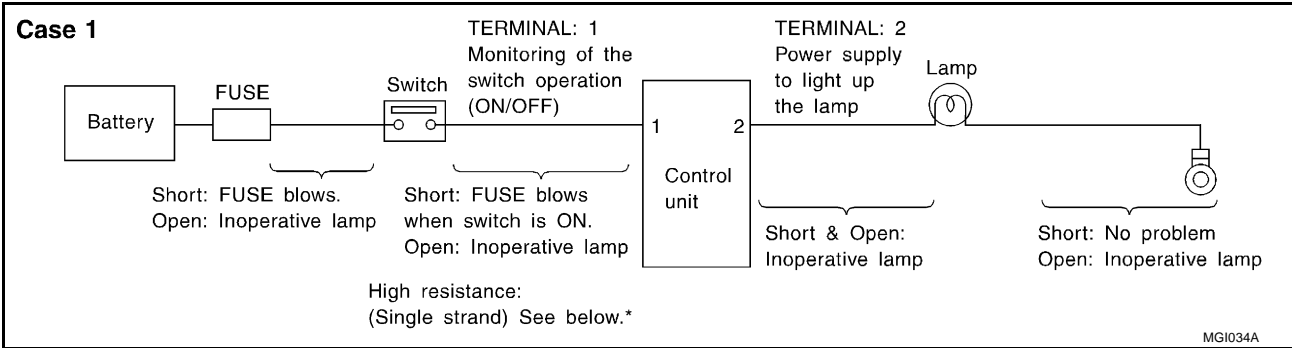 Case 1
Battery
FUSE
Switch
TERMINAL: 1
Monitoring of the
switch operation
(ON/OFF)
TERMINAL: 2
Power supply
to light up
the lamp
Lamp
1
2
Control
unit
Short: FUSE blows.
Open: Inoperative lamp
Short: FUSE blows
when switch is ON.
Open: Inoperative lamp
High resistance:
(Single strand) See below.*
Short & Open:
Inoperative lamp
Short: No problem
Open: Inoperative lamp
MGI034A